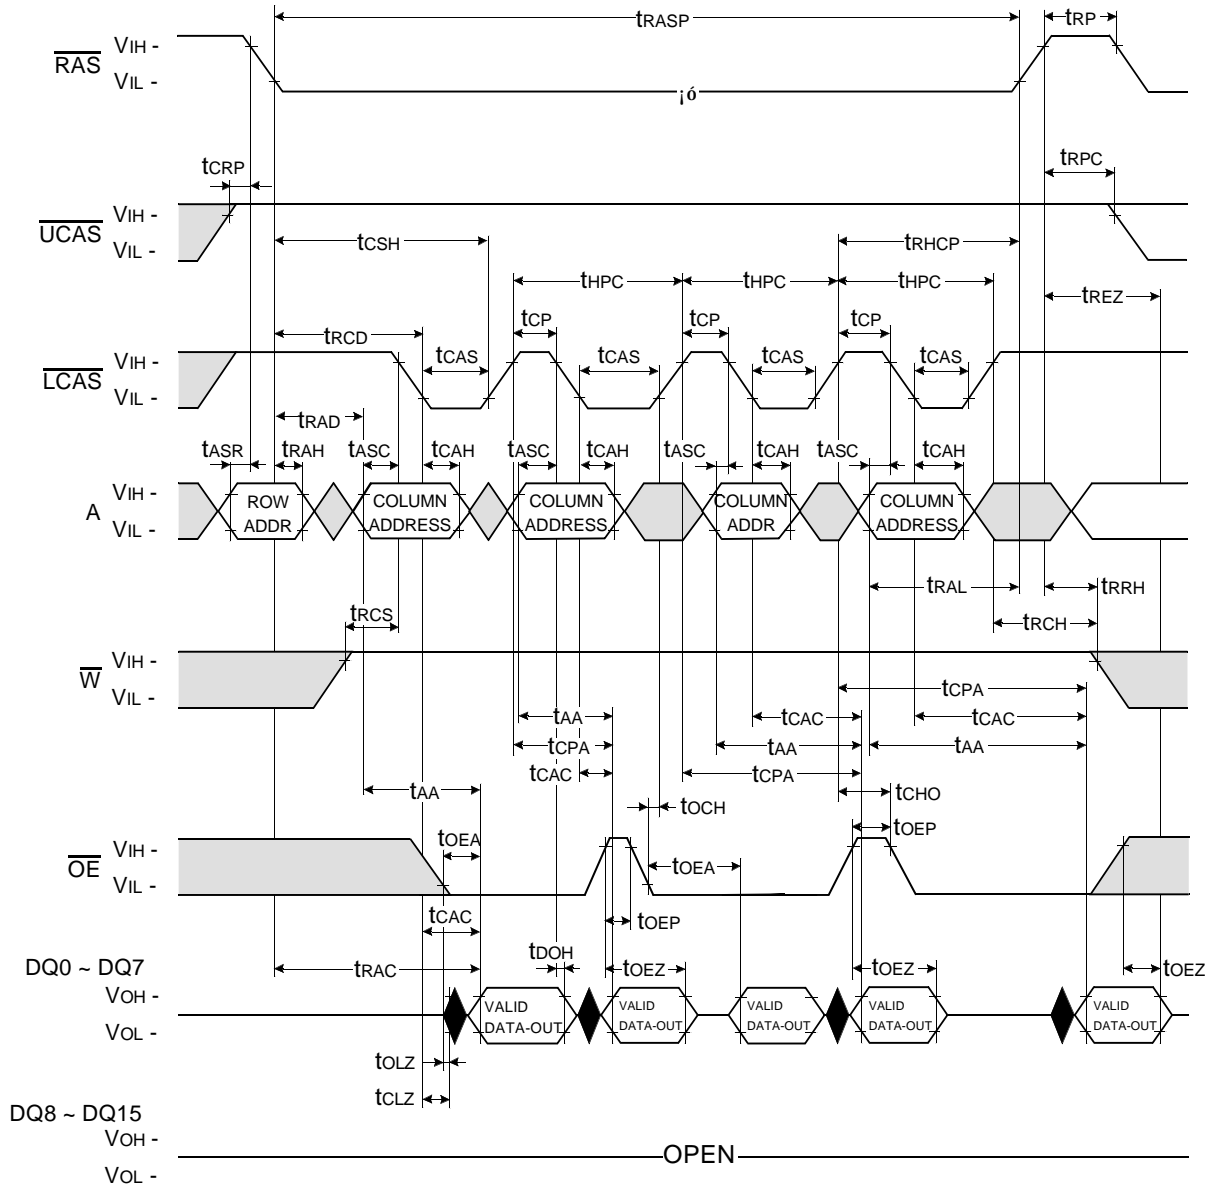 tRASP tRP
RAS VIH -
VIL -
¡ó
tCRP tRPC
UCAS VIH -
VIL -
tCSH tRHCP
tHPC tHPC tHPC
tREZ
tRCD tCP tCP tCP
LCAS VIH -
VIL -
tCAS tCAS tCAS tCAS
tRAD
tASR tRAH tASC tCAH tASC tCAH tASC tCAH tASC tCAH
A VIH -
VIL -
ROW ADDR
COLUMN ADDRESS
COLUMN ADDRESS
COLUMN ADDR
COLUMN ADDRESS
tRAL tRRH
tRCS tRCH
W VIH -
VIL -
tCPA
tAA tCAC tCAC
tCPA tAA tAA
tCAC tCPA
tAA tOCH tCHO
tOEA tOEP
OE VIH -
VIL -
tOEA
tCAC tOEP
tDOH
DQ0 ~ DQ7
tRAC tOEZ tOEZ tOEZ
VOH -
VOL -
VALID DATA-OUT
VALID DATA-OUT
VALID DATA-OUT
VALID DATA-OUT
VALID DATA-OUT
tOLZ
tCLZ
DQ8 ~ DQ15
VOH -
VOL -
OPEN